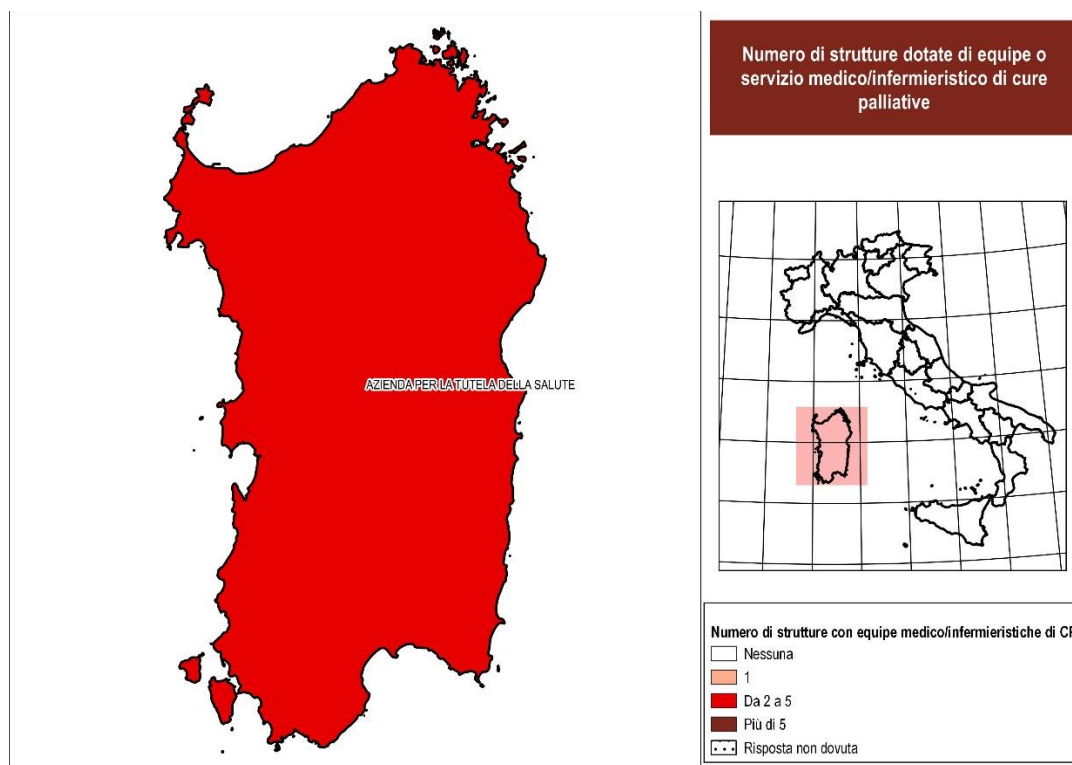 Numero di strutture dotate di equipe o
servizio medico/infermieristico di cure
palliative
AZIENDA PER LA TUTELA DELLA SALUTE
Numero di strutture con equipe medico/infermieristiche di CP
Nessuna
1
Da 2 a 5
Più di 5
Risposta non dovuta